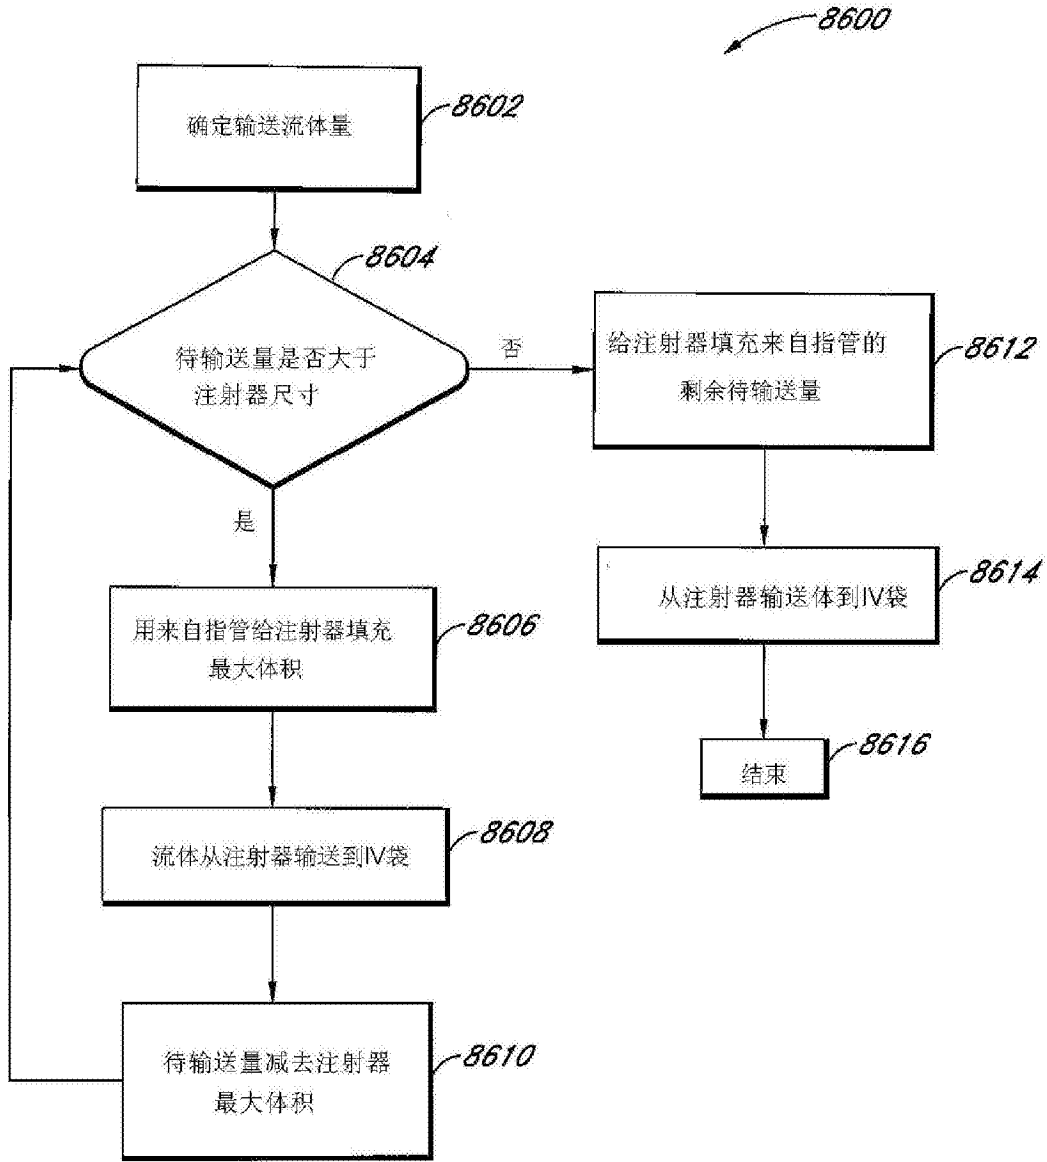 8600
确定输送流体量
8602
8604
待输送量是否大于
注射器尺寸
否
是
给注射器填充来自指管的
剩余待输送量
8612
从注射器输送体到IV袋
8614
结束
8616
用来自指管给注射器填充
最大体积
8606
流体从注射器输送到IV袋
8608
待输送量减去注射器
最大体积
8610